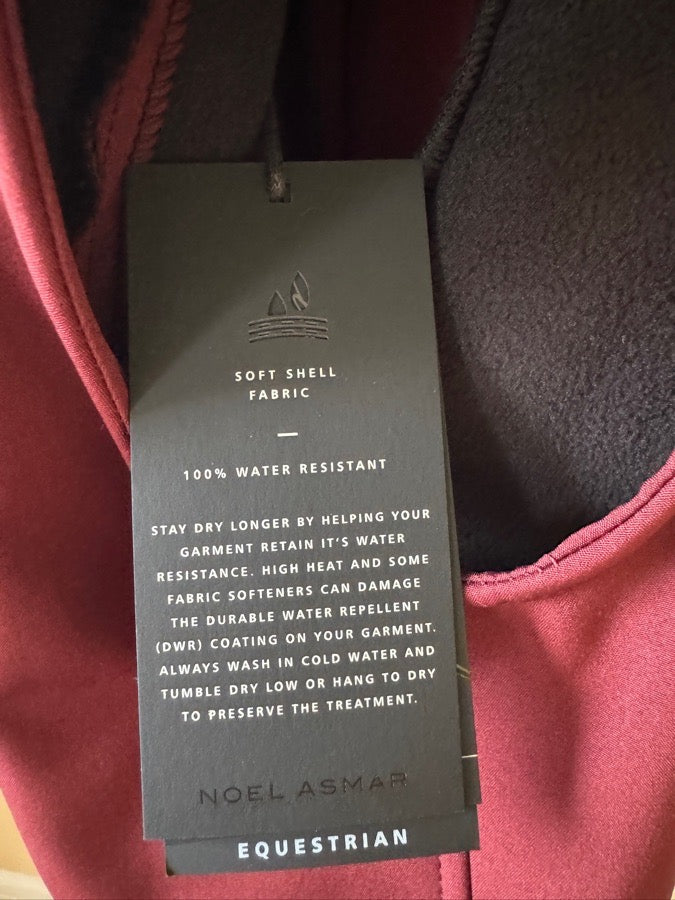 SOFT SHELL
FABRIC
100% WATER RESISTANT
STAY DRY LONGER BY HELPING YOUR
GARMENT RETAIN IT'S WATER
RESISTANCE. HIGH HEAT AND SOME
FABRIC SOFTENERS CAN DAMAGE
THE DURABLE WATER REPELLENT
(DWR) COATING ON YOUR GARMENT.
ALWAYS WASH IN COLD WATER AND
TUMBLE DRY LOW OR HANG TO DRY
TO PRESERVE THE TREATMENT.
NOEL ASMAR
EQUESTRIAN